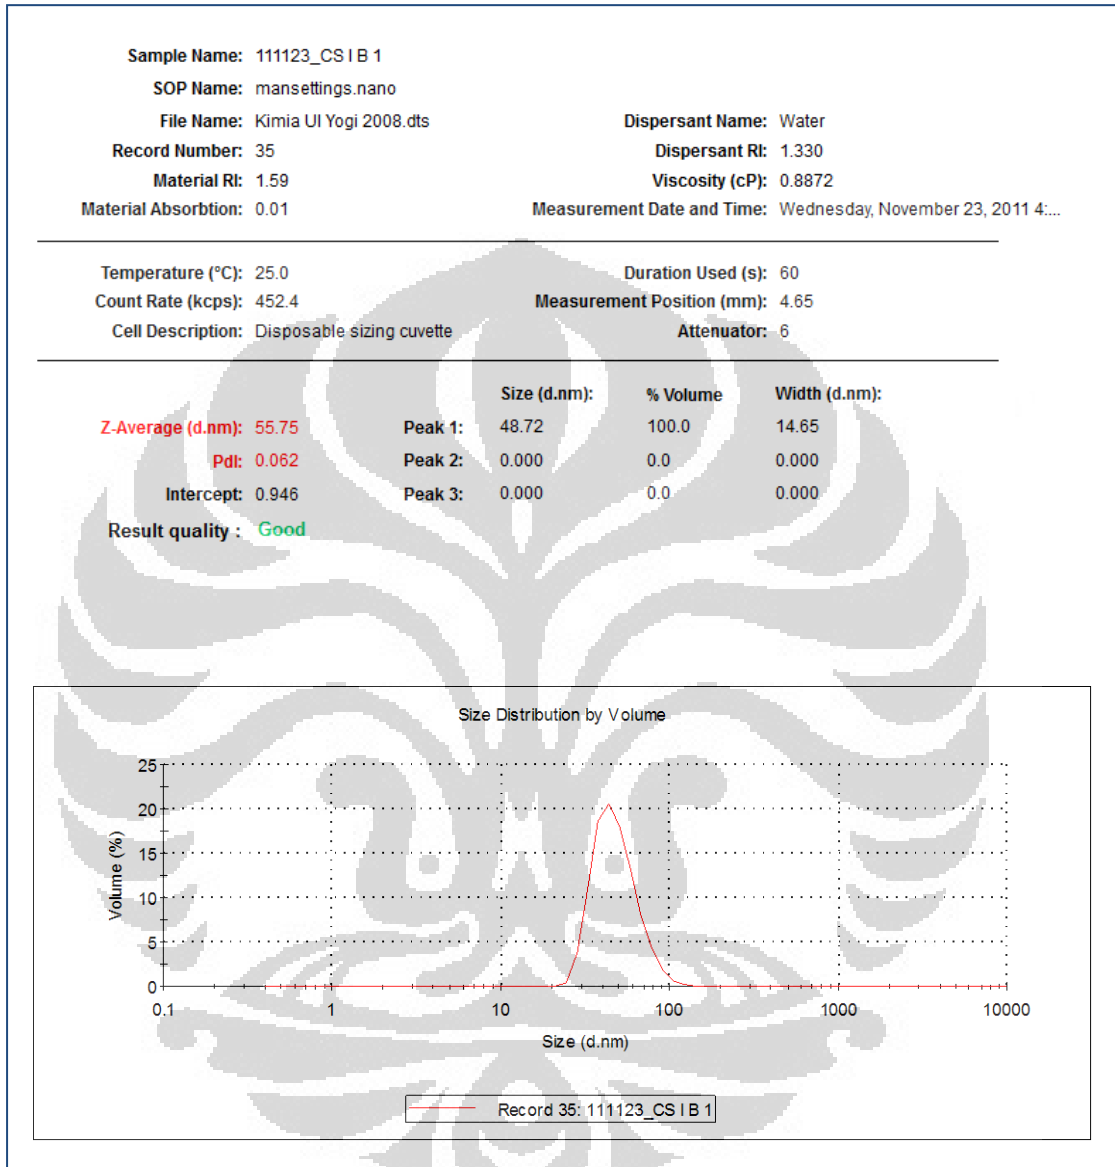 Sample Name: 111123_CS I B 1
SOP Name: mansettings.nano
File Name: Kimia UI Yogi 2008.dts Dispersant Name: Water
Record Number: 35 Dispersant RI: 1.330
Material RI: 1.59 Viscosity (cP): 0.8872
Material Absorbtion: 0.01 Measurement Date and Time: Wednesday, November 23, 2011 4:...
Temperature (°C): 25.0 Duration Used (s): 60
Count Rate (kcps): 452.4 Measurement Position (mm): 4.65
Cell Description: Disposable sizing cuvette Attenuator: 6
Size (d.nm): % Volume Width (d.nm):
Z-Average (d.nm): 55.75 Peak 1: 48.72 100.0 14.65
PdI: 0.062 Peak 2: 0.000 0.0 0.000
Intercept: 0.946 Peak 3: 0.000 0.0 0.000
Result quality : Good
Size Distribution by Volume
25
20
15
10
5
0
Volume (%)
0.1 1 10 100 1000 10000
Size (d.nm)
Record 35: 111123_CS I B 1